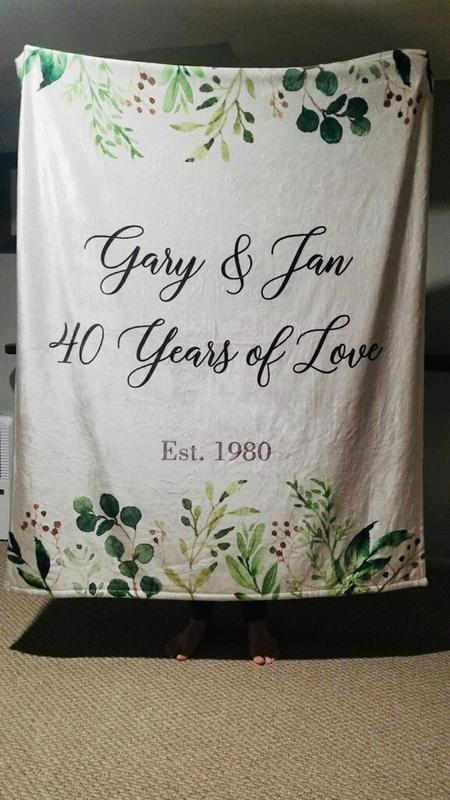 Gary & Jan
40 Years of Love
Est. 1980